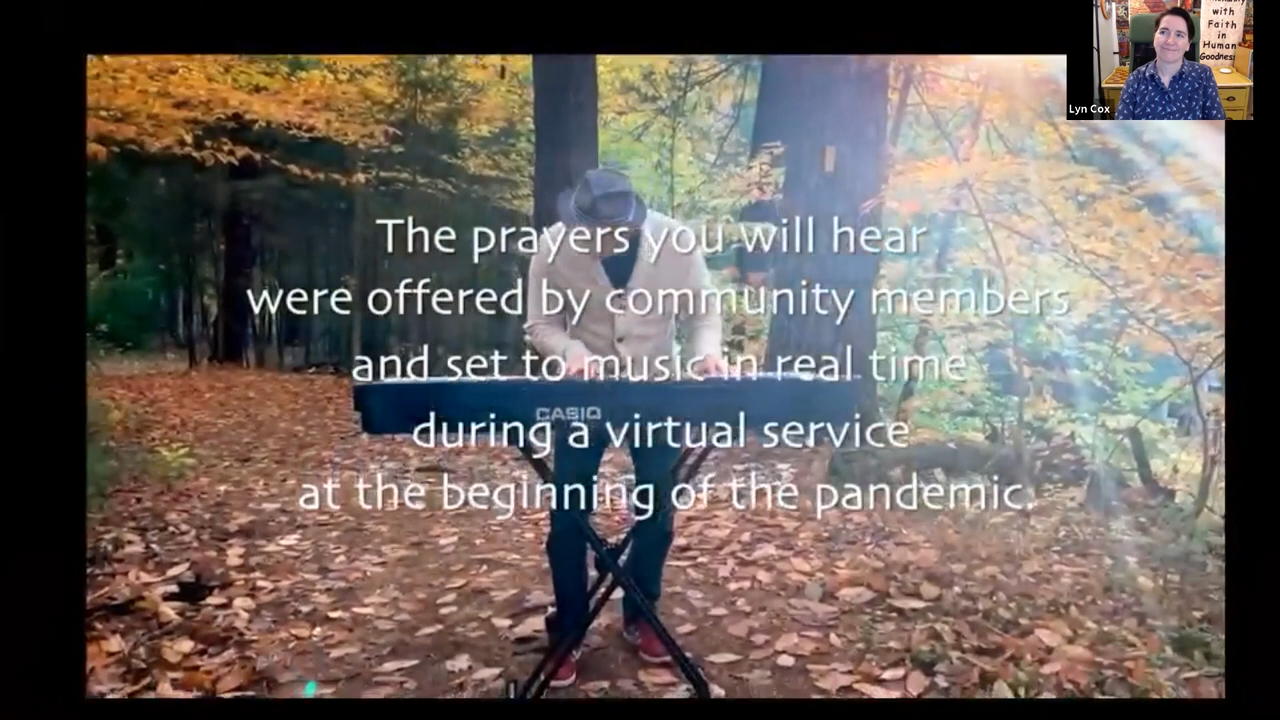 with
Faith
in
Human
Goodness
Lyn Cox
The prayers you will hear
were offered by community members
and set to music in real time
CASIO
during a virtual service
at the beginning of the pandemic.